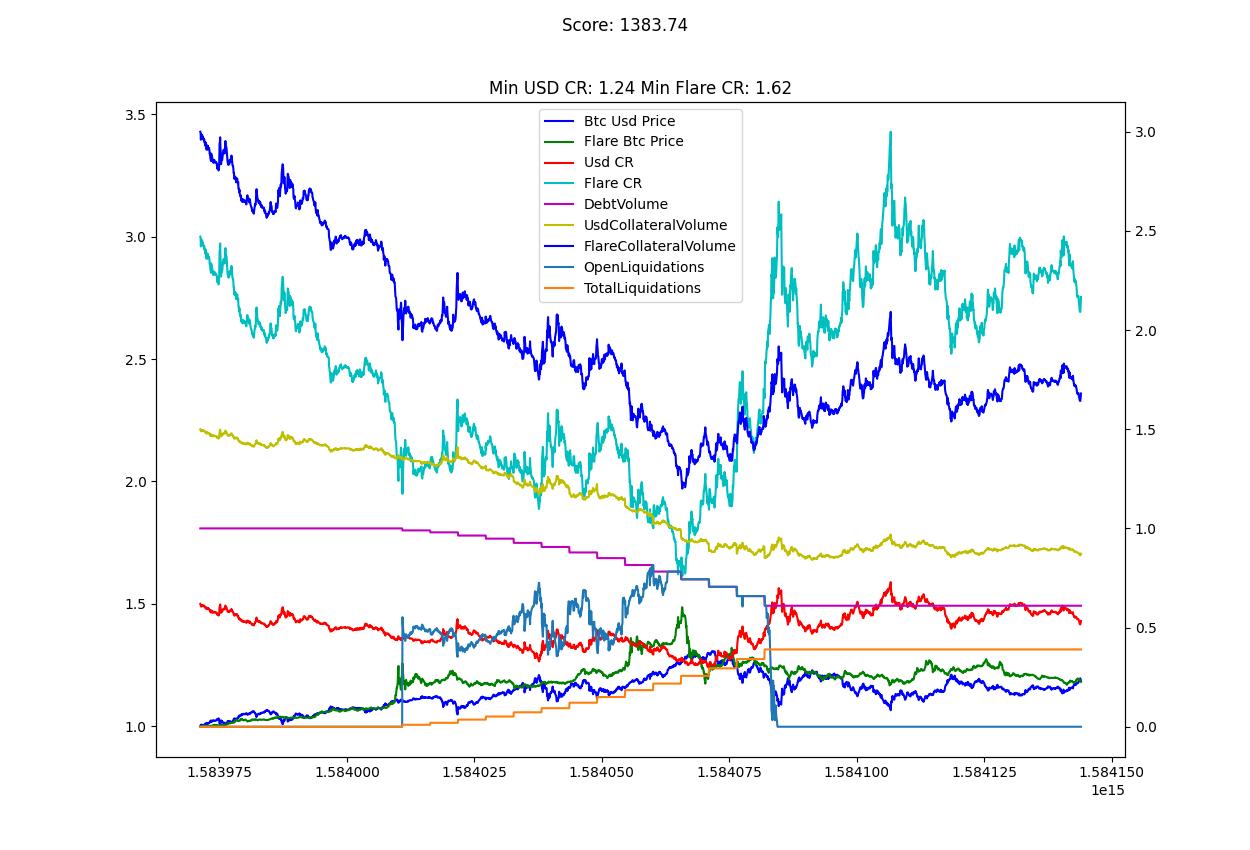 Score: 1383.74
Min USD CR: 1.24 Min Flare CR: 1.62
3.5
3.0
2.5
2.0
1.5
1.0
Btc Usd Price
Flare Btc Price
Usd CR
Flare CR
DebtVolume
UsdCollateralVolume
FlareCollateralVolume
OpenLiquidations
TotalLiquidations
3.0
2.5
2.0
1.5
1.0
0.5
0.0
1.583975 1.584000 1.584025 1.584050 1.584075 1.584100 1.584125 1.584150
1e15